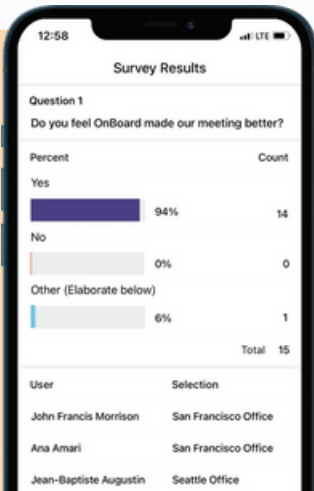 12:58 LTE
Survey Results
Question 1
Do you feel OnBoard made our meeting better?
Percent Count
Yes
94% 14
No
0% 0
Other (Elaborate below)
6% 1
Total 15
User Selection
John Francis Morrison San Francisco Office
Ana Amari San Francisco Office
Jean-Baptiste Augustin Seattle Office